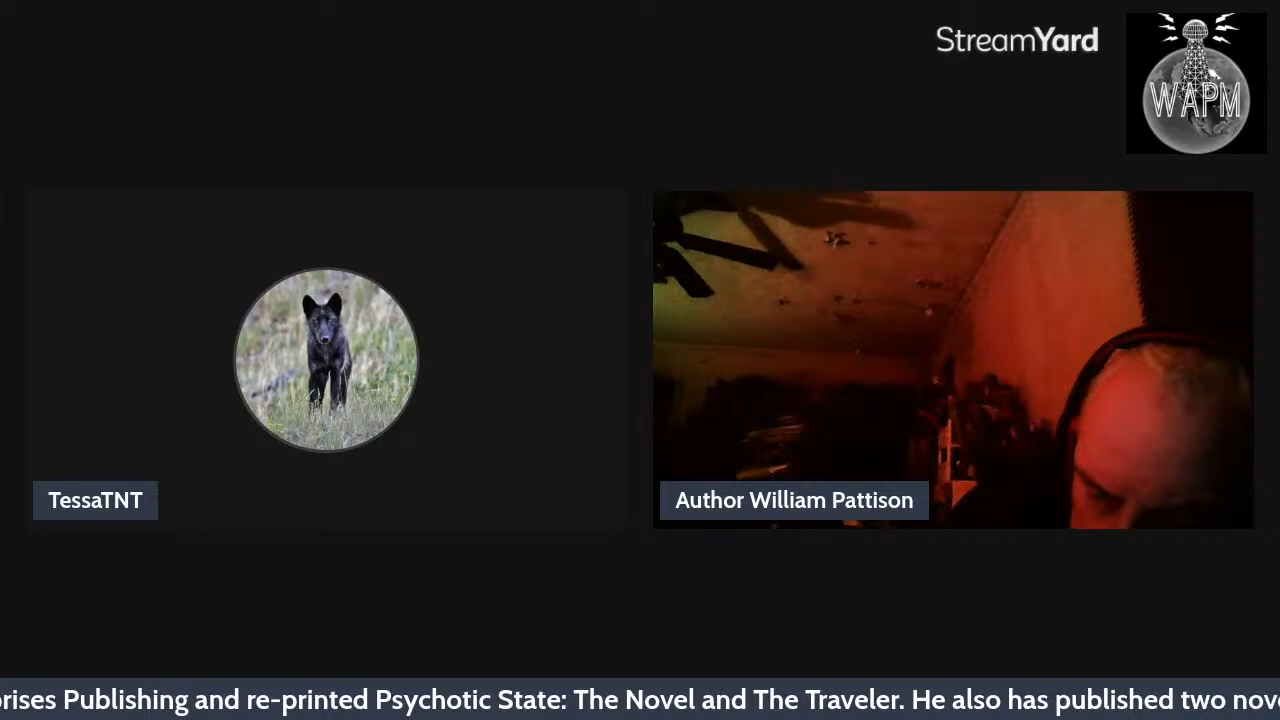 StreamYard
WAPM
TessaTNT
Author William Pattison
Publishing and re-printed Psychotic State: The Novel and The Traveler. He also has published two